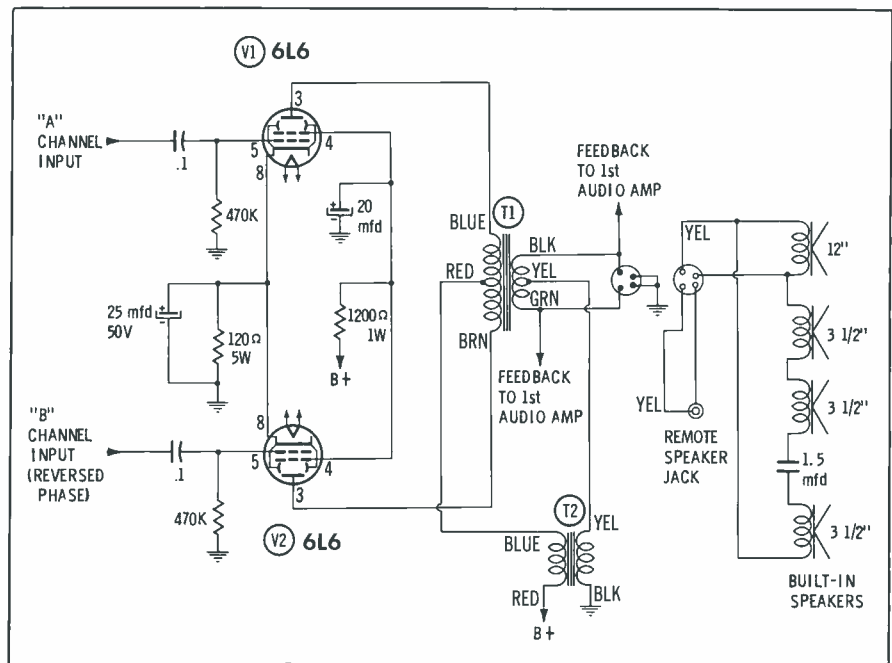 V1 6L6
"A"
CHANNEL
INPUT
.1
5
3
4
8
470K
20
mfd
25 mfd
50V
120Ω
5W
1200Ω
1W
B+
"B"
CHANNEL
INPUT
(REVERSED
PHASE)
.1
8
5
4
3
470K
V2 6L6
BLUE
RED
BRN
T1
BLK
YEL
GRN
FEEDBACK
TO 1st
AUDIO AMP
FEEDBACK
TO 1st
AUDIO AMP
T2
BLUE
YEL
RED
BLK
B+
YEL
YEL
REMOTE
SPEAKER
JACK
12"
3 1/2"
3 1/2"
1.5
mfd
3 1/2"
BUILT-IN
SPEAKERS